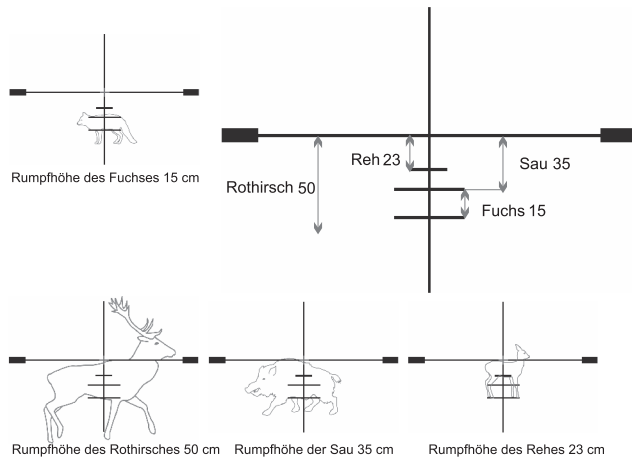 Rumpfhöhe des Fuchses 15 cm
Reh 23
Sau 35
Rothirsch 50
Fuchs 15
Rumpfhöhe des Rothirsches 50 cm
Rumpfhöhe der Sau 35 cm
Rumpfhöhe des Rehes 23 cm